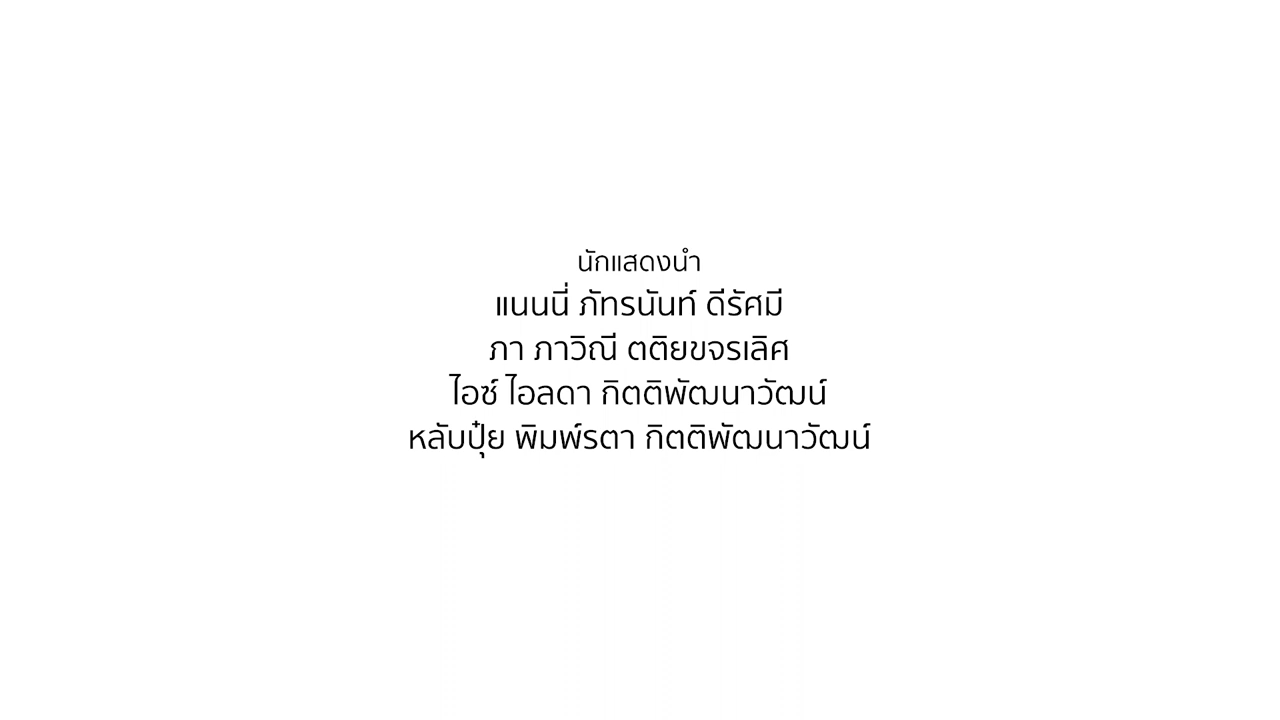 นักแสดงนำ
แนนนี่ ภัทรนันท์ ดีรัศมี
ภา ภาวิณี ตติยขจรเลิศ
ไอซ์ ไอลดา กิตติพัฒนาวัฒน์
หลับปุ๋ย พิมพ์รตา กิตติพัฒนาวัฒน์